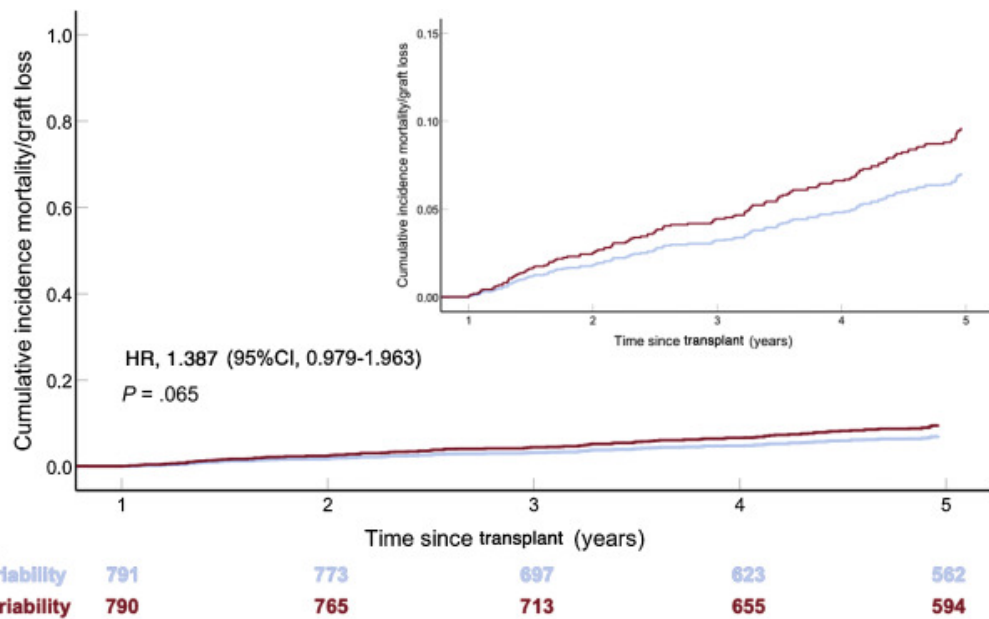 Cumulative incidence mortality/graft loss
1.0
0.8
0.6
0.4
0.2
0.0
HR, 1.387 (95%CI, 0.979-1.963)
P = .065
1 2 3 4 5
Time since transplant (years)
Cumulative incidence mortality/graft loss
0.15
0.10
0.05
0.00
1 2 3 4 5
Time since transplant (years)
iability 791 773 697 623 562
riability 790 765 713 655 594